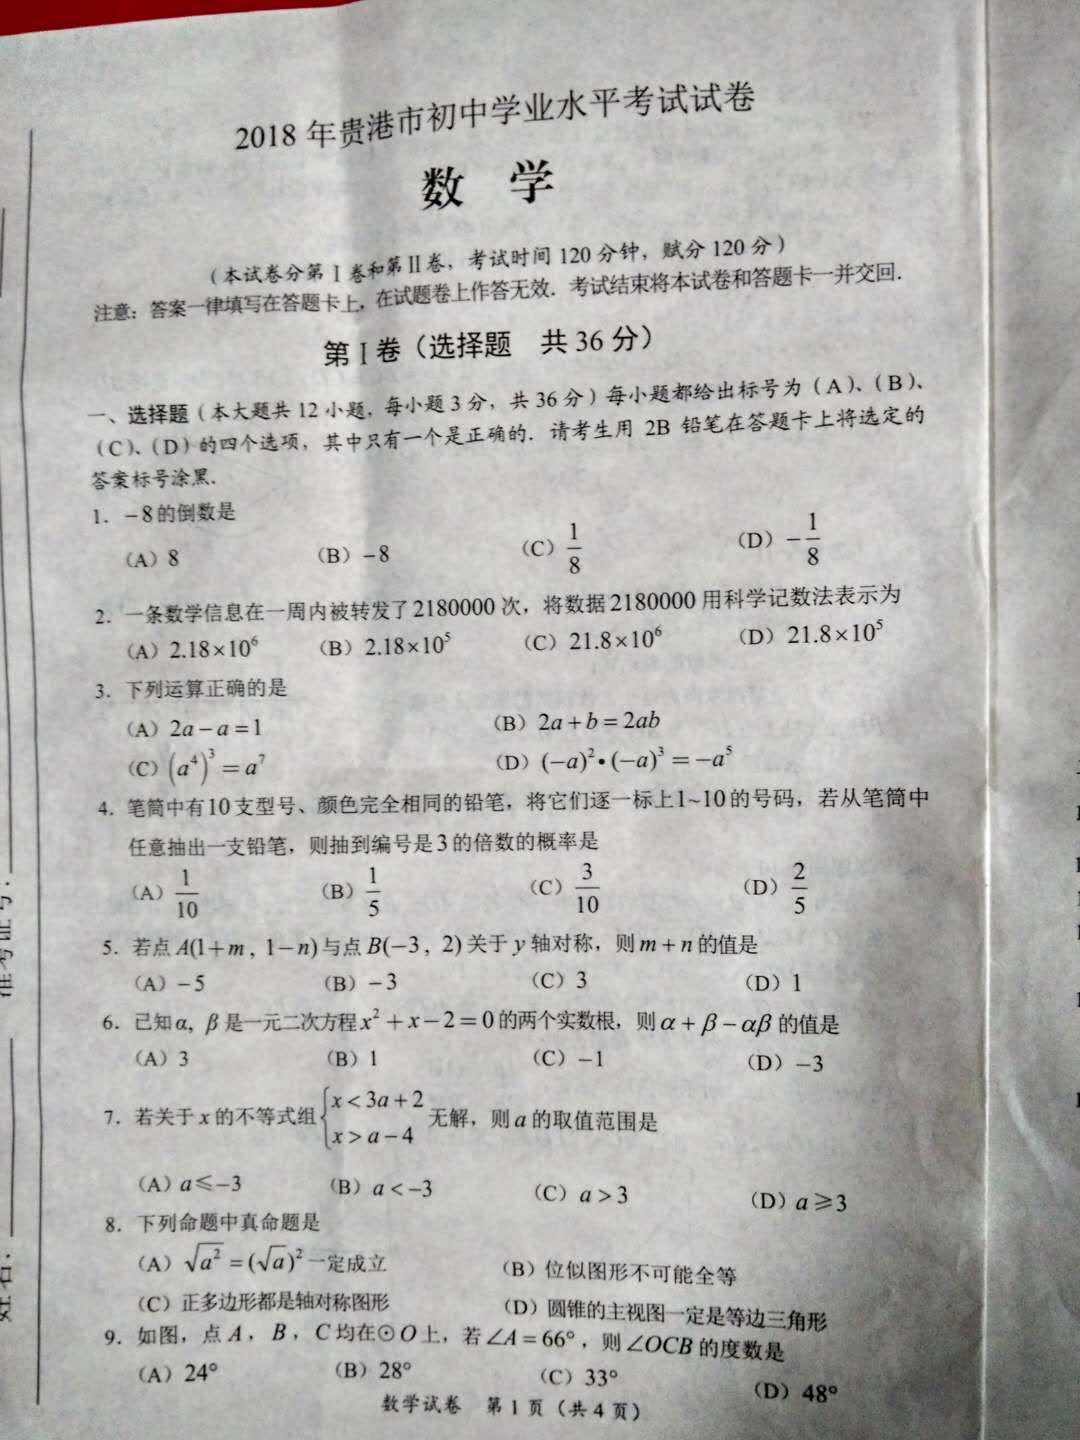 2018年贵港市初中学业水平考试试卷
数 学
(本试卷分第Ⅰ卷和第Ⅱ卷，考试时间120分钟，赋分120分)
注意：答案一律填写在答题卡上，在试题卷上作答无效．考试结束将本试卷和答题卡一并交回．
第Ⅰ卷（选择题 共36分）
一、选择题（本大题共12小题，每小题3分，共36分）每小题都给出标号为（A）、（B）、
（C）、（D）的四个选项，其中只有一个是正确的．请考生用2B铅笔在答题卡上将选定的
答案标号涂黑．
1．－8的倒数是
（A）8 （B）－8 （C）1/8 （D）－1/8
2．一条数学信息在一周内被转发了2180000次，将数据2180000用科学记数法表示为
（A）2.18×10⁶ （B）2.18×10⁵ （C）21.8×10⁶ （D）21.8×10⁵
3．下列运算正确的是
（A）2a－a＝1 （B）2a＋b＝2ab
（C）(a⁴)³＝a⁷ （D）(－a)²•(－a)³＝－a⁵
4．笔筒中有10支型号、颜色完全相同的铅笔，将它们逐一标上1~10的号码，若从笔筒中
任意抽出一支铅笔，则抽到编号是3的倍数的概率是
（A）1/10 （B）1/5 （C）3/10 （D）2/5
5．若点A(1＋m，1－n)与点B(－3，2)关于y轴对称，则m＋n的值是
（A）－5 （B）－3 （C）3 （D）1
6．已知α，β是一元二次方程x²＋x－2＝0的两个实数根，则α＋β－αβ的值是
（A）3 （B）1 （C）－1 （D）－3
7．若关于x的不等式组{x＜3a＋2 x＞a－4 无解，则a的取值范围是
（A）a≤－3 （B）a＜－3 （C）a＞3 （D）a≥3
8．下列命题中真命题是
（A）√a²＝(√a)²一定成立 （B）位似图形不可能全等
（C）正多边形都是轴对称图形 （D）圆锥的主视图一定是等边三角形
9．如图，点A，B，C均在⊙O上，若∠A＝66°，则∠OCB的度数是
（A）24° （B）28° （C）33° （D）48°
数学试卷 第1页（共4页）
准考证号：
姓名：